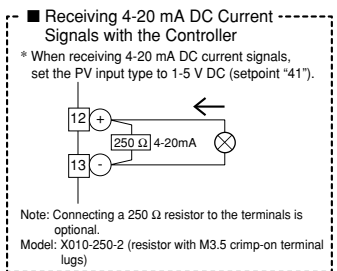 ■ Receiving 4-20 mA DC Current
Signals with the Controller
* When receiving 4-20 mA DC current signals,
set the PV input type to 1-5 V DC (setpoint “41”).
12 +
250 Ω 4-20mA
13 -
Note: Connecting a 250 Ω resistor to the terminals is
optional.
Model: X010-250-2 (resistor with M3.5 crimp-on terminal
lugs)